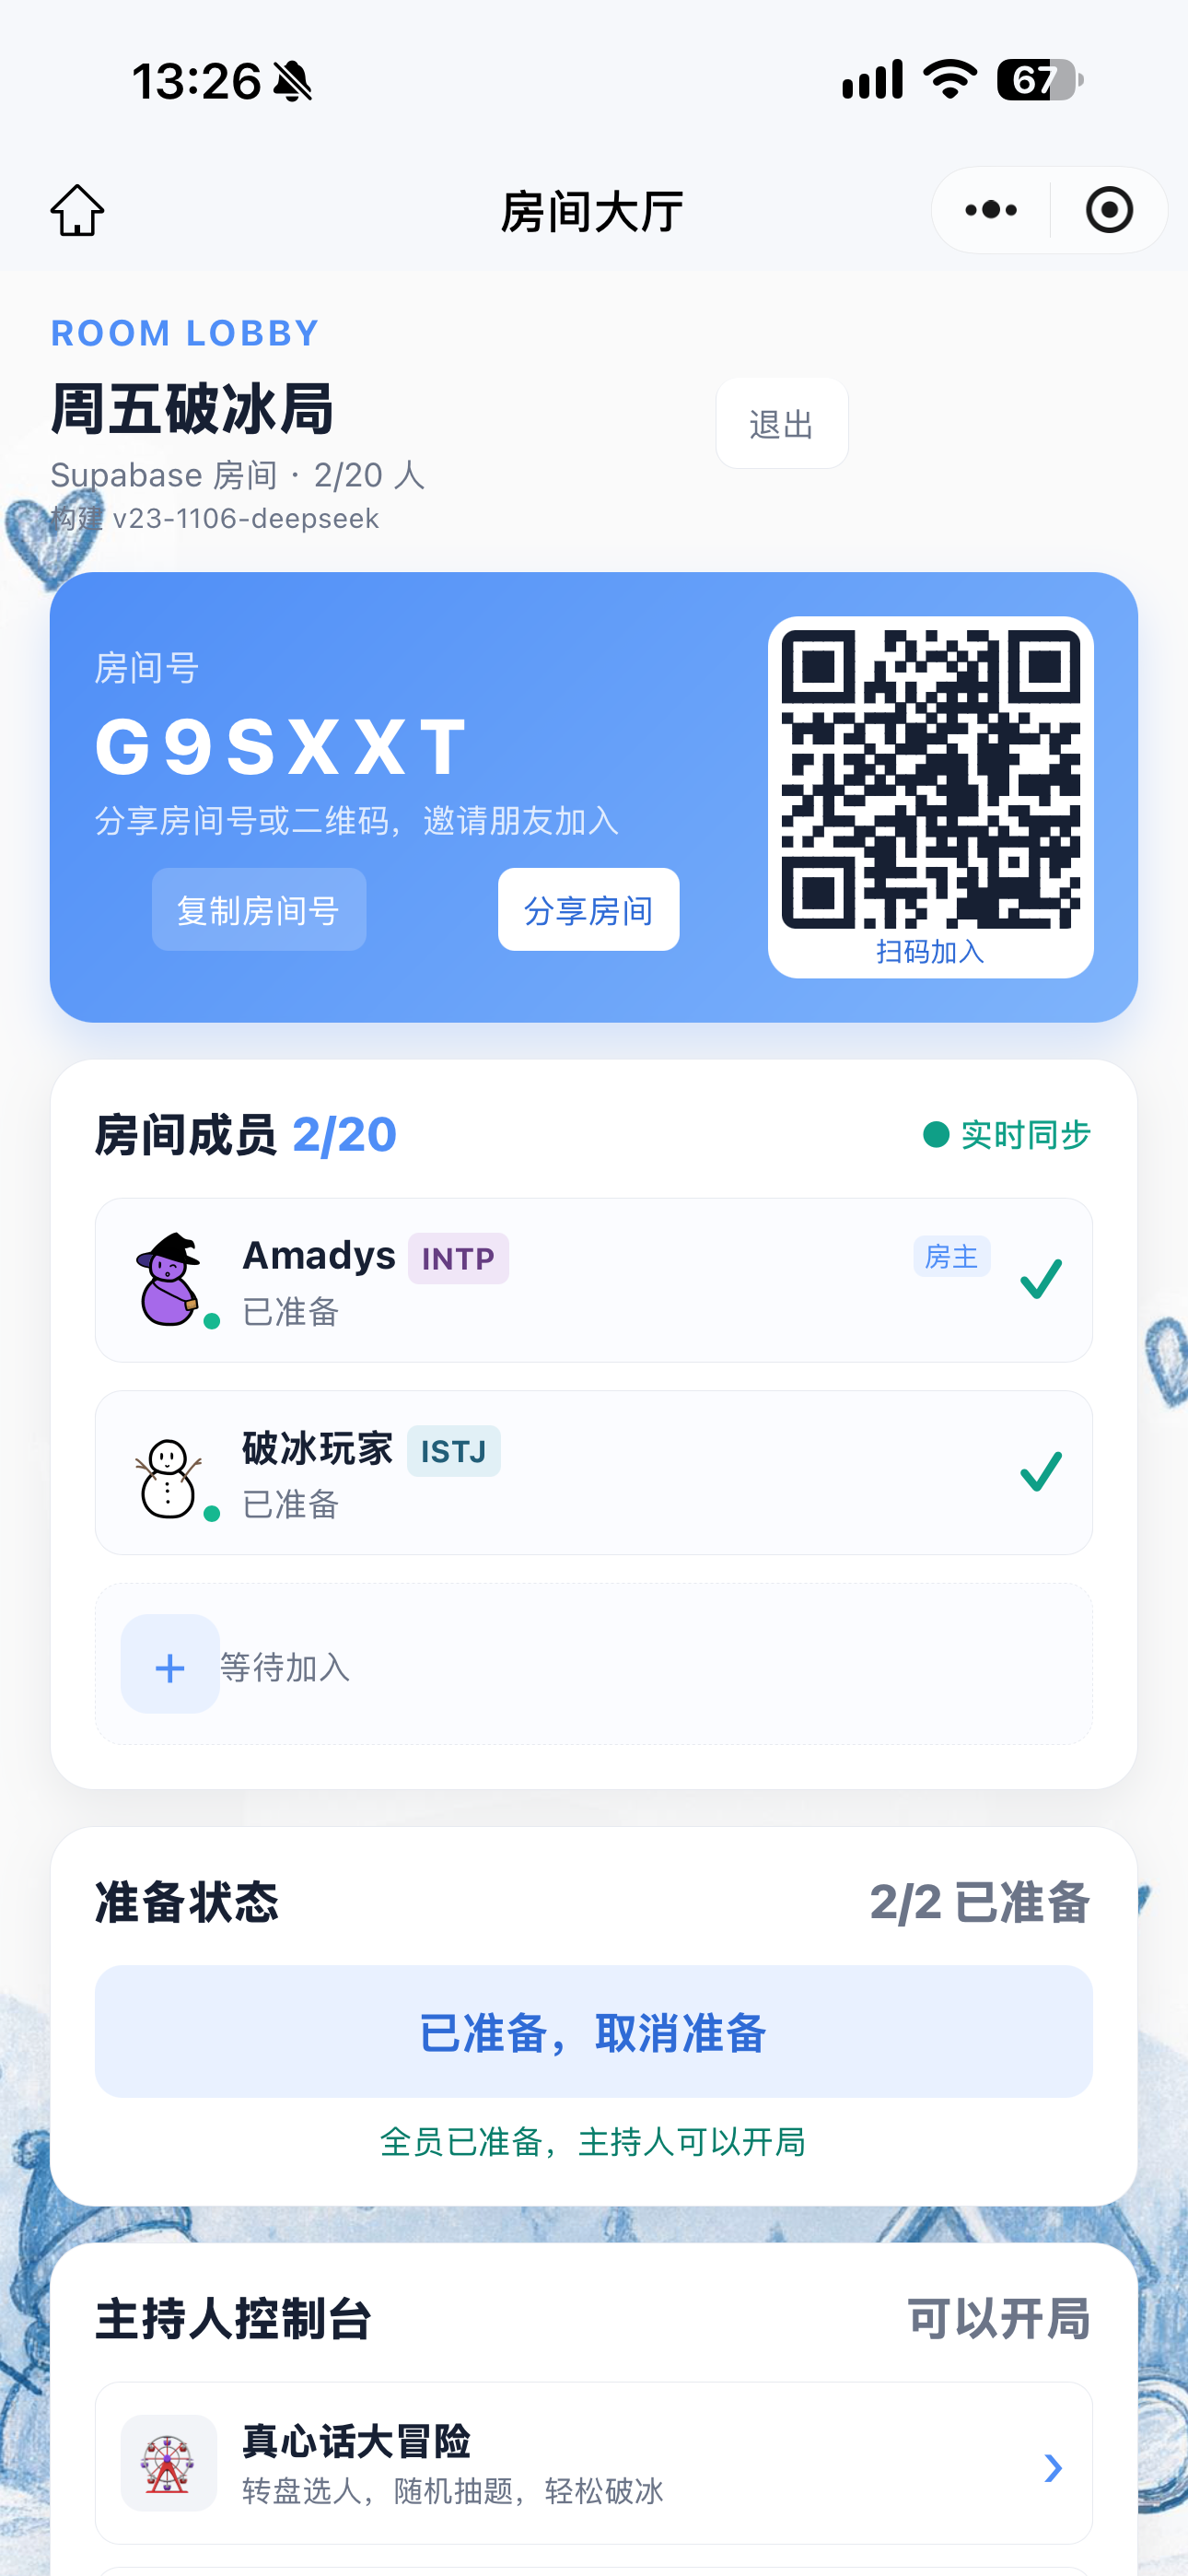 13:26
67
房间大厅
ROOM LOBBY
周五破冰局
退出
Supabase 房间 · 2/20 人
构建 v23-1106-deepseek
房间号
G9SXXT
分享房间号或二维码，邀请朋友加入
复制房间号
分享房间
扫码加入
房间成员 2/20
实时同步
Amadys INTP
房主
已准备
破冰玩家 ISTJ
已准备
+
等待加入
准备状态
2/2 已准备
已准备，取消准备
全员已准备，主持人可以开局
主持人控制台
可以开局
真心话大冒险
转盘选人，随机抽题，轻松破冰